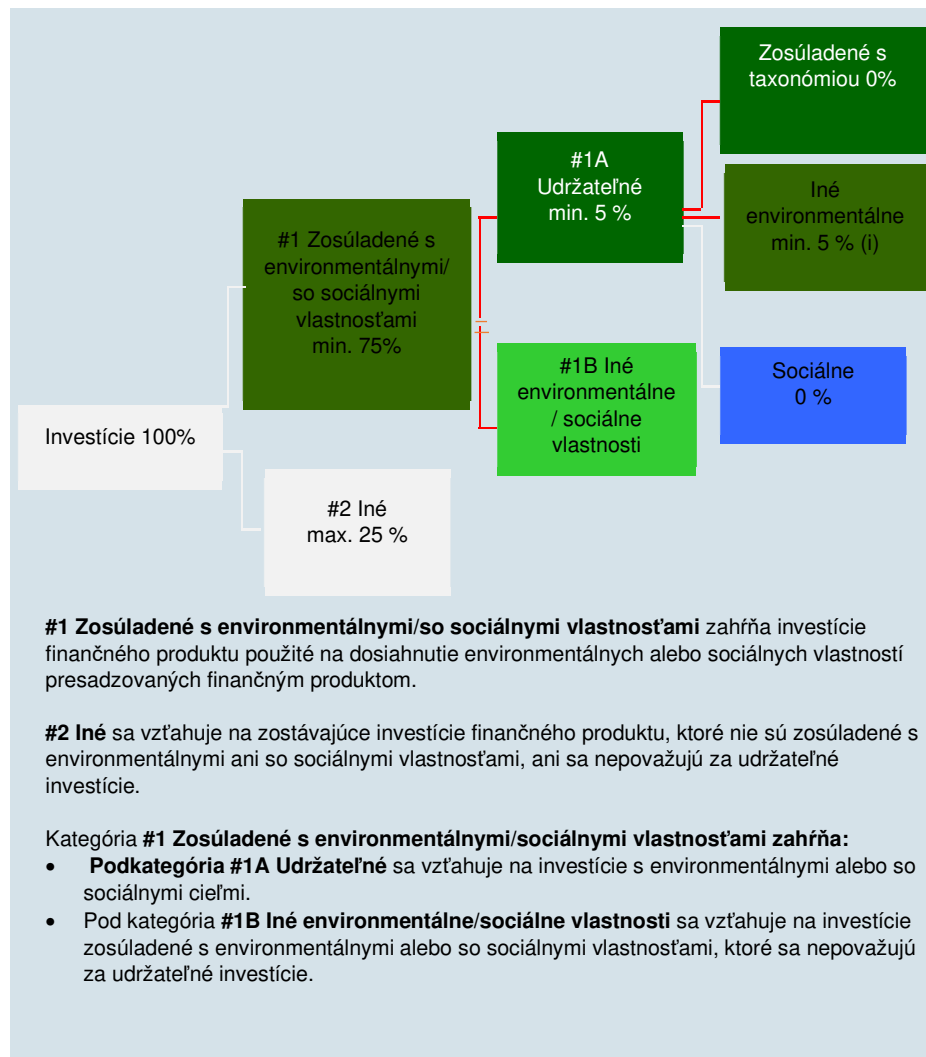 Zosúladené s
taxonómiou 0%
#1A
Udržateľné
min. 5 %
Iné
environmentálne
min. 5 % (i)
#1 Zosúladené s
environmentálnymi/
so sociálnymi
vlastnosťami
min. 75%
#1B Iné
environmentálne
/ sociálne
vlastnosti
Sociálne
0 %
Investície 100%
#2 Iné
max. 25 %
#1 Zosúladené s environmentálnymi/so sociálnymi vlastnosťami zahŕňa investície
finančného produktu použité na dosiahnutie environmentálnych alebo sociálnych vlastností
presadzovaných finančným produktom.
#2 Iné sa vzťahuje na zostávajúce investície finančného produktu, ktoré nie sú zosúladené s
environmentálnymi ani so sociálnymi vlastnosťami, ani sa nepovažujú za udržateľné
investície.
Kategória #1 Zosúladené s environmentálnymi/sociálnymi vlastnosťami zahŕňa:
• Podkategória #1A Udržateľné sa vzťahuje na investície s environmentálnymi alebo so
sociálnymi cieľmi.
• Pod kategória #1B Iné environmentálne/sociálne vlastnosti sa vzťahuje na investície
zosúladené s environmentálnymi alebo so sociálnymi vlastnosťami, ktoré sa nepovažujú
za udržateľné investície.